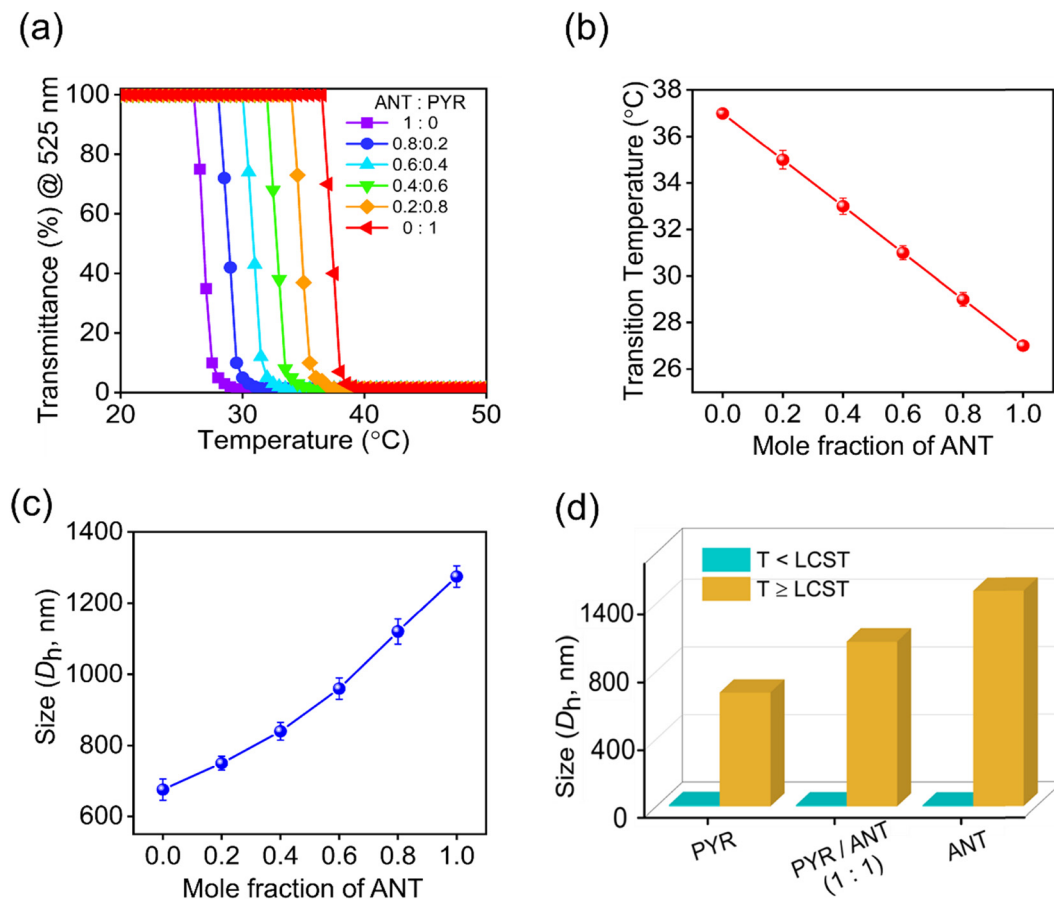 (a)
Transmittance (%) @ 525 nm
100
80
60
40
20
0
20
30
40
50
Temperature (°C)
ANT : PYR
1 : 0
0.8:0.2
0.6:0.4
0.4:0.6
0.2:0.8
0 : 1
(b)
Transition Temperature (°C)
38
36
34
32
30
28
26
0.0
0.2
0.4
0.6
0.8
1.0
Mole fraction of ANT
(c)
Size (Dh, nm)
1400
1200
1000
800
600
0.0
0.2
0.4
0.6
0.8
1.0
Mole fraction of ANT
(d)
T < LCST
T ≥ LCST
Size (Dh, nm)
1400
800
400
0
PYR
PYR / ANT
(1 : 1)
ANT